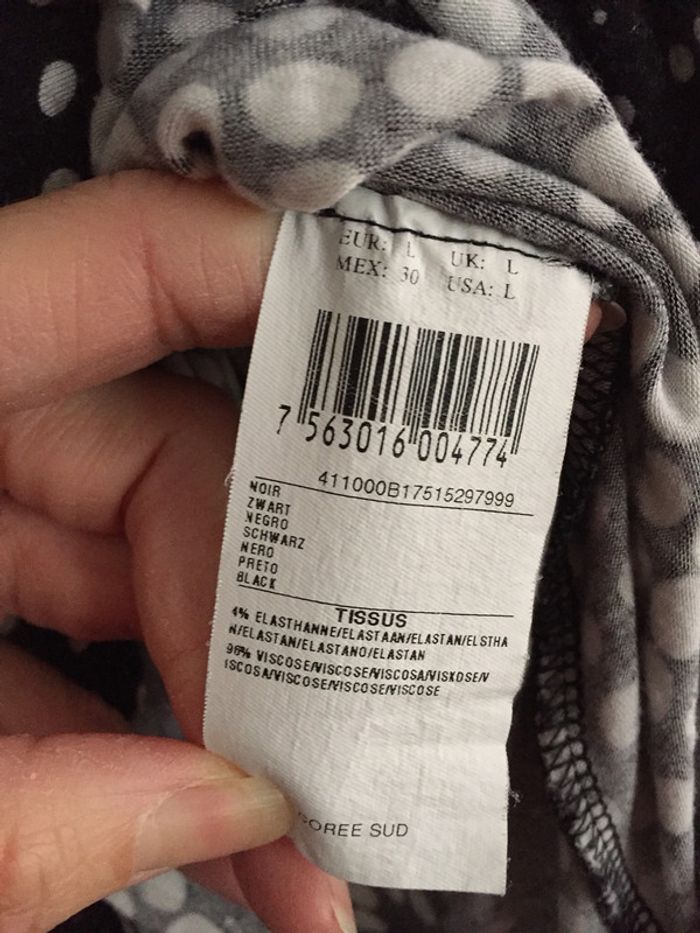 EUR: L UK: L
MEX: 30 USA: L
7 563016 004774
411000B17515297999
NOIR
ZWART
NEGRO
SCHWARZ
NERO
PRETO
BLACK
TISSUS
4% ELASTHANNE/ELASTAAN/ELASTAN/ELSTHA
N/ELASTAN/ELASTANO/ELASTAN
96% VISCOSE/VISCOSE/VISCOSA/VISKOSE/V
ISCOSA/VISCOSE/VISCOSE/VISCOSE
OREE SUD